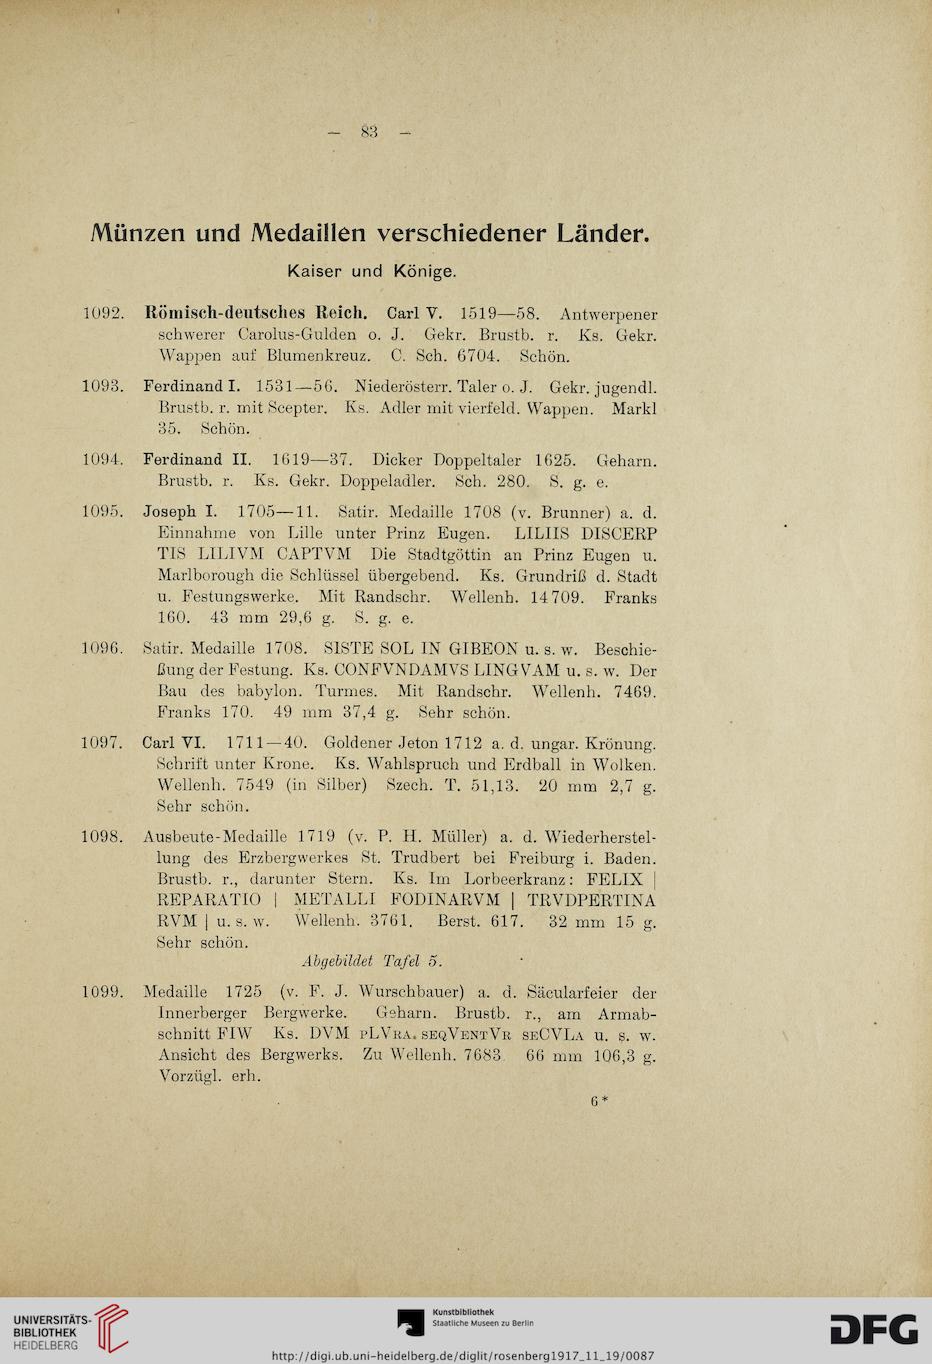 — 83 —
Münzen und Medaillen verschiedener Länder.
Kaiser und Könige.
1092. Römisch-deutsches Reich. Carl V. 1519—58. Antwerpener
schwerer Carolus-Gulden o. J. Gekr. Brustb. r. Ks. Gekr.
Wappen auf Blumenkreuz. C. Sch. 6704. Schön.
1093. Ferdinand I. 1531—56. Niederösterr. Taler o. J. Gekr. jugendl.
Brustb. r. mit Scepter. Ks. Adler mit vierfeld. Wappen. Markl
35. Schön.
1094. Ferdinand II. 1619—37. Dicker Doppeltaler 1625. Geharn.
Brustb. r. Ks. Gekr. Doppeladler. Sch. 280. S. g. e.
1095. Joseph I. 1705—11. Satir. Medaille 1708 (v. Brunner) a. d.
Einnahme von Lille unter Prinz Eugen. LILIIS DISCERP
TIS LILIVM CAPTVM Die Stadtgöttin an Prinz Eugen u.
Marlborough die Schlüssel übergebend. Ks. Grundriß d. Stadt
u. Festungswerke. Mit Randschr. Wellenh. 14709. Franks
160. 43 mm 29,6 g. S. g. e.
1096. Satir. Medaille 1708. SISTE SOL IN GIBEON u. s. w. Beschie-
ßung der Festung. Ks. CONFVNDAMVS LINGVAM u. s. w. Der
Bau des babylon. Turmes. Mit Randschr. Wellenh. 7469.
Franks 170. 49 mm 37,4 g. Sehr schön.
1097. Carl VI. 1711—40. Goldener Jeton 1712 a. d. ungar. Krönung.
Schrift unter Krone. Ks. Wahlspruch und Erdball in Wolken.
Wellenh. 7549 (in Silber) Szech. T. 51,13. 20 mm 2,7 g.
Sehr schön.
1098. Ausbeute-Medaille 1719 (v. P. H. Müller) a. d. Wiederherstel-
lung des Erzbergwerkes St. Trudbert bei Freiburg i. Baden.
Brustb. r., darunter Stern. Ks. Im Lorbeerkranz: FELIX |
REPARATIO | METALLI FODINARVM | TRVDPERTINA
RVM | u. s. w. Wellenh. 3761. Berst. 617. 32 mm 15 g.
Sehr schön.
Abgebildet Tafel 5.
1099. Medaille 1725 (v. F. J. Wurschbauer) a. d. Säcularfeier der
Innerberger Bergwerke. Geharn. Brustb. r., am Armab-
schnitt FIW Ks. DVM pLVra. seqVentVr seCVLa u. s. w.
Ansicht des Bergwerks. Zu Wellenh. 7683. 66 mm 106,3 g.
Vorzügl. erh.
6*
UNIVERSITÄTS-
BIBLIOTHEK
HEIDELBERG
Kunstbibliothek
Staatliche Museen zu Berlin
DFG
http://digi.ub.uni-heidelberg.de/diglit/rosenberg1917_11_19/0087